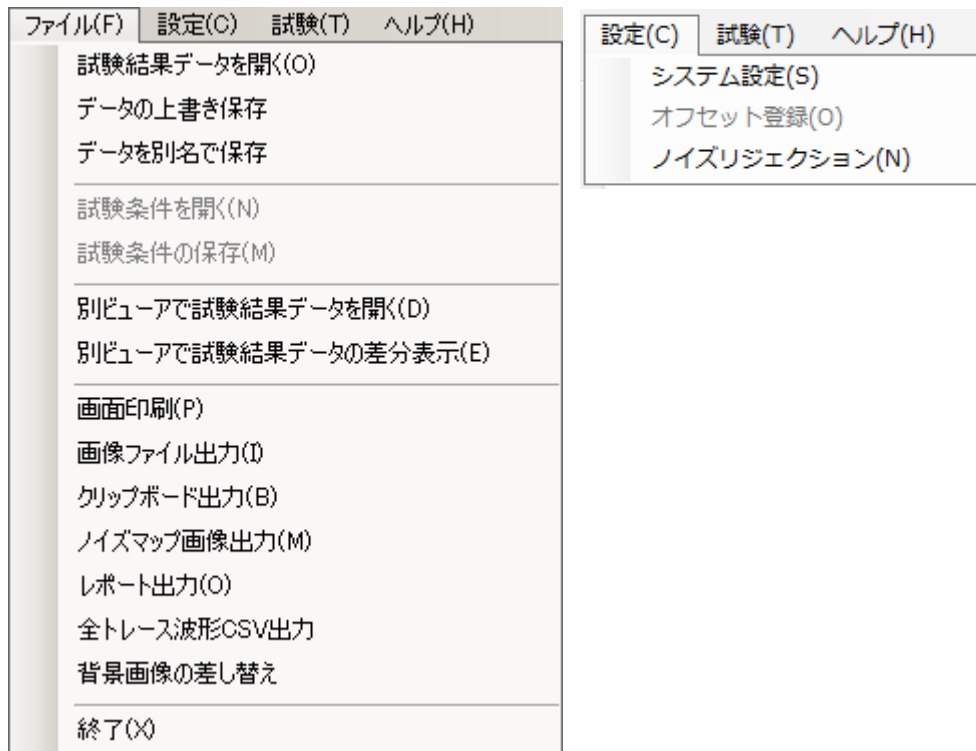 ファイル(F) 設定(C) 試験(T) ヘルプ(H)
試験結果データを開く(O)
データの上書き保存
データを別名で保存
試験条件を開く(N)
試験条件の保存(M)
別ビューアで試験結果データを開く(D)
別ビューアで試験結果データの差分表示(E)
画面印刷(P)
画像ファイル出力(I)
クリップボード出力(B)
ノイズマップ画像出力(M)
レポート出力(O)
全トレース波形CSV出力
背景画像の差し替え
終了(X)
設定(C) 試験(T) ヘルプ(H)
システム設定(S)
オフセット登録(O)
ノイズリジェクション(N)